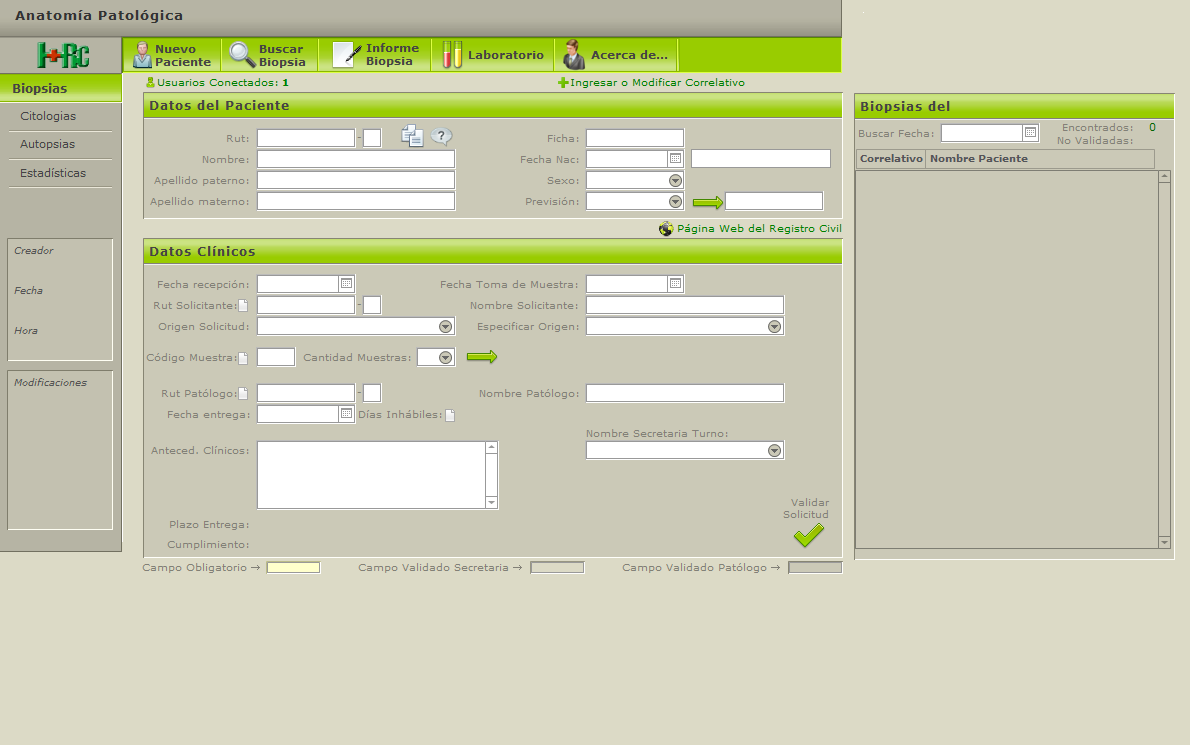 Anatomía Patológica
H+Rc
Nuevo Paciente
Buscar Biopsia
Informe Biopsia
Laboratorio
Acerca de...
Biopsias
Citologias
Autopsias
Estadísticas
Creador
Fecha
Hora
Modificaciones
Usuarios Conectados: 1
Ingresar o Modificar Correlativo
Datos del Paciente
Rut: -
?
Ficha:
Nombre:
Fecha Nac:
Apellido paterno:
Sexo:
Apellido materno:
Previsión:
Página Web del Registro Civil
Datos Clínicos
Fecha recepción:
Fecha Toma de Muestra:
Rut Solicitante: -
Nombre Solicitante:
Origen Solicitud:
Especificar Origen:
Código Muestra:
Cantidad Muestras:
Rut Patólogo: -
Nombre Patólogo:
Fecha entrega:
Días Inhábiles:
Nombre Secretaria Turno:
Anteced. Clínicos:
Validar
Solicitud
Plazo Entrega:
Cumplimiento:
Campo Obligatorio →
Campo Validado Secretaria →
Campo Validado Patólogo →
Biopsias del
Buscar Fecha:
Encontrados: 0
No Validadas:
Correlativo Nombre Paciente